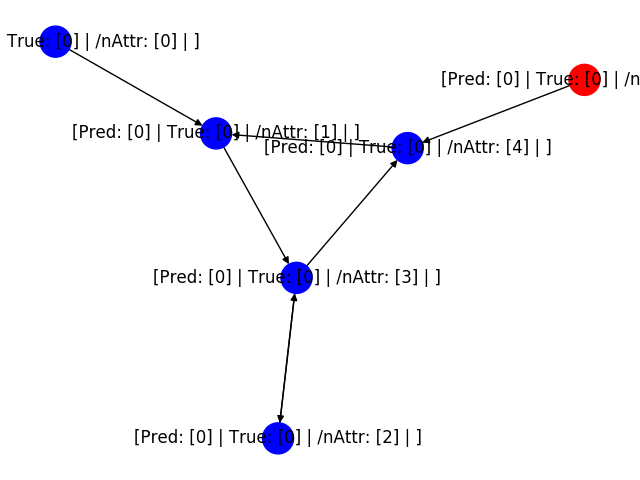 True: [0] | /nAttr: [0] | ]
[Pred: [0] | True: [0] | /n
[Pred: [0] | True: [0] | /nAttr: [1] | ]
[Pred: [0] | True: [0] | /nAttr: [4] | ]
[Pred: [0] | True: [0] | /nAttr: [3] | ]
[Pred: [0] | True: [0] | /nAttr: [2] | ]